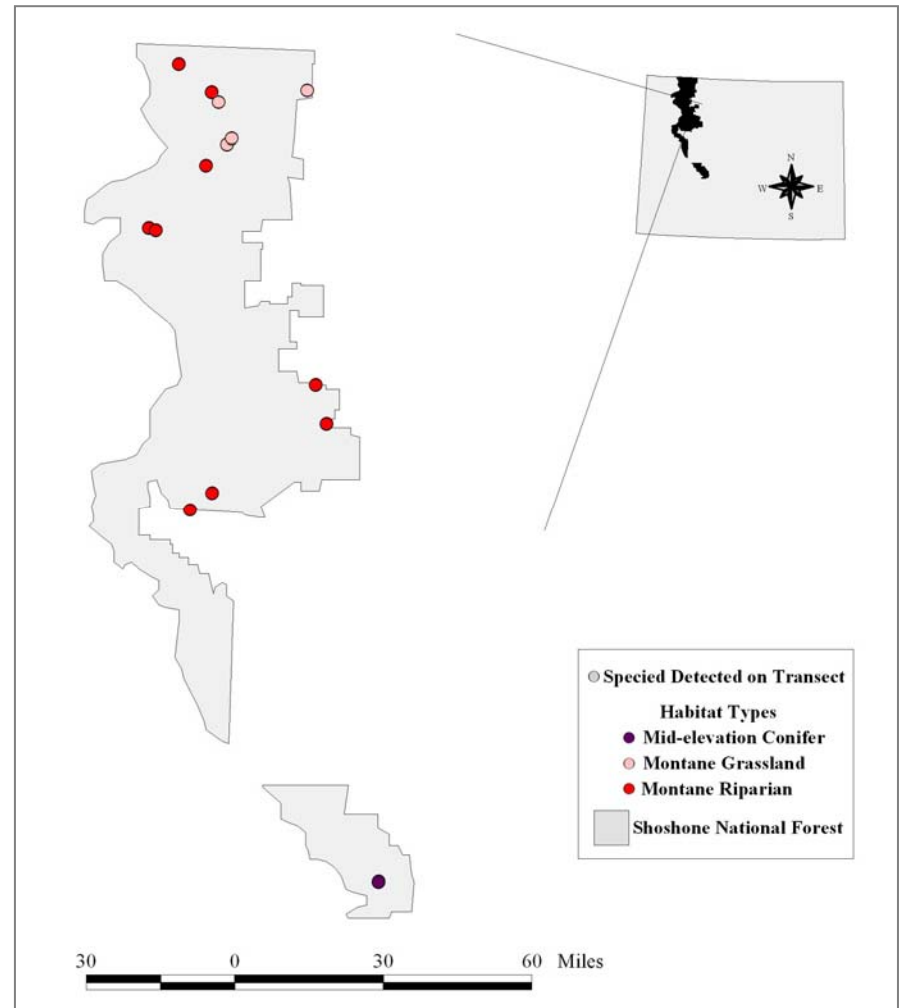 N
W E
S
Specied Detected on Transect
Habitat Types
Mid-elevation Conifer
Montane Grassland
Montane Riparian
Shoshone National Forest
30 0 30 60 Miles